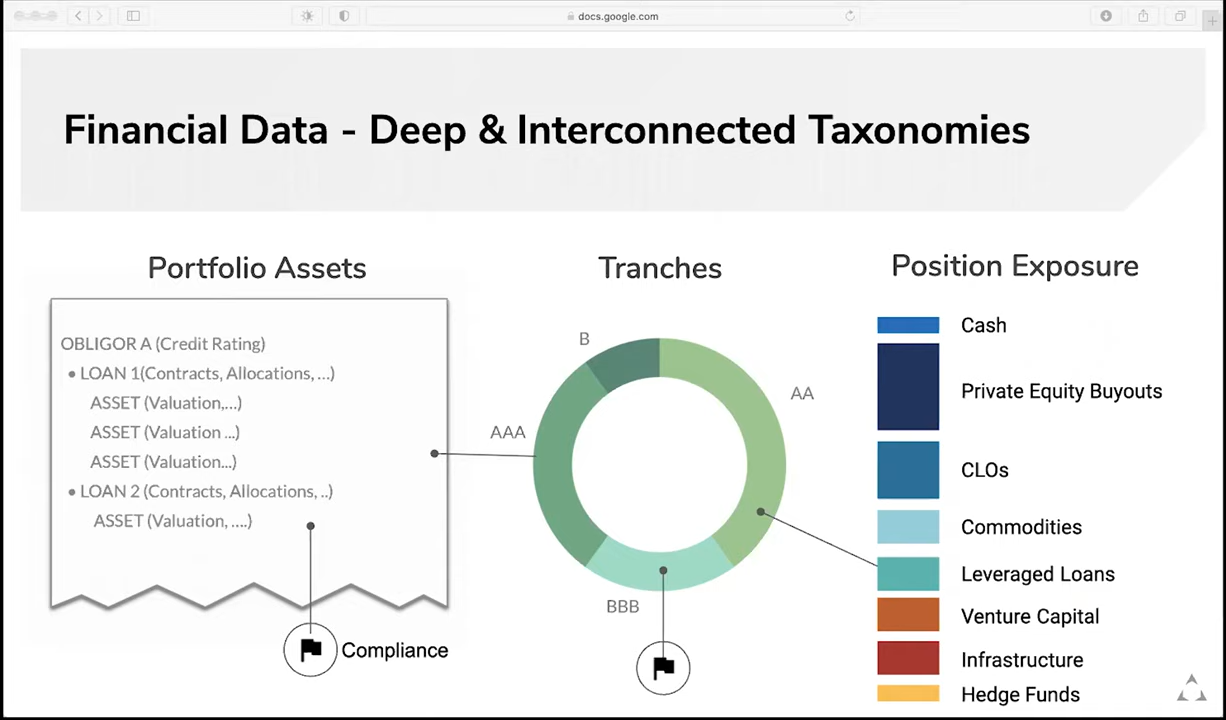 docs.google.com
Financial Data - Deep & Interconnected Taxonomies
Portfolio Assets
OBLIGOR A (Credit Rating)
• LOAN 1(Contracts, Allocations, ...)
ASSET (Valuation,...)
ASSET (Valuation ...)
ASSET (Valuation...)
• LOAN 2 (Contracts, Allocations, ..)
ASSET (Valuation, ....)
Compliance
Tranches
B
AA
AAA
BBB
Position Exposure
Cash
Private Equity Buyouts
CLOs
Commodities
Leveraged Loans
Venture Capital
Infrastructure
Hedge Funds